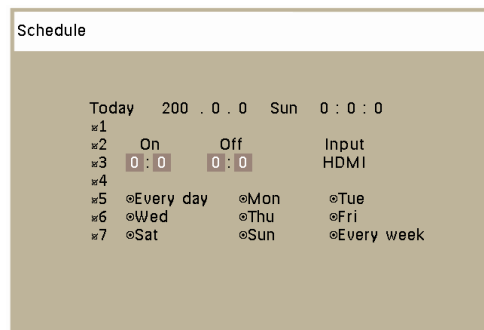 Schedule
Today 200 . 0 . 0 Sun 0 : 0 : 0
1
2 On Off Input
3 0 : 0 0 : 0 HDMI
4
5 Every day Mon Tue
6 Wed Thu Fri
7 Sat Sun Every week